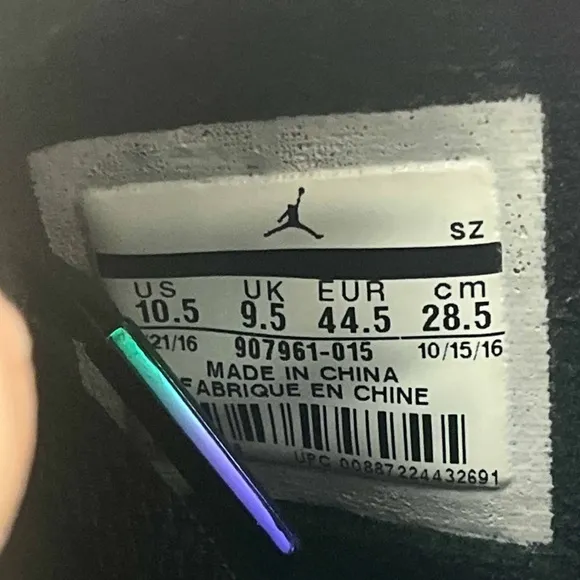 SZ
US UK EUR cm
10.5 9.5 44.5 28.5
21/16 907961-015 10/15/16
MADE IN CHINA
FABRIQUE EN CHINE
UPC 00887224432691